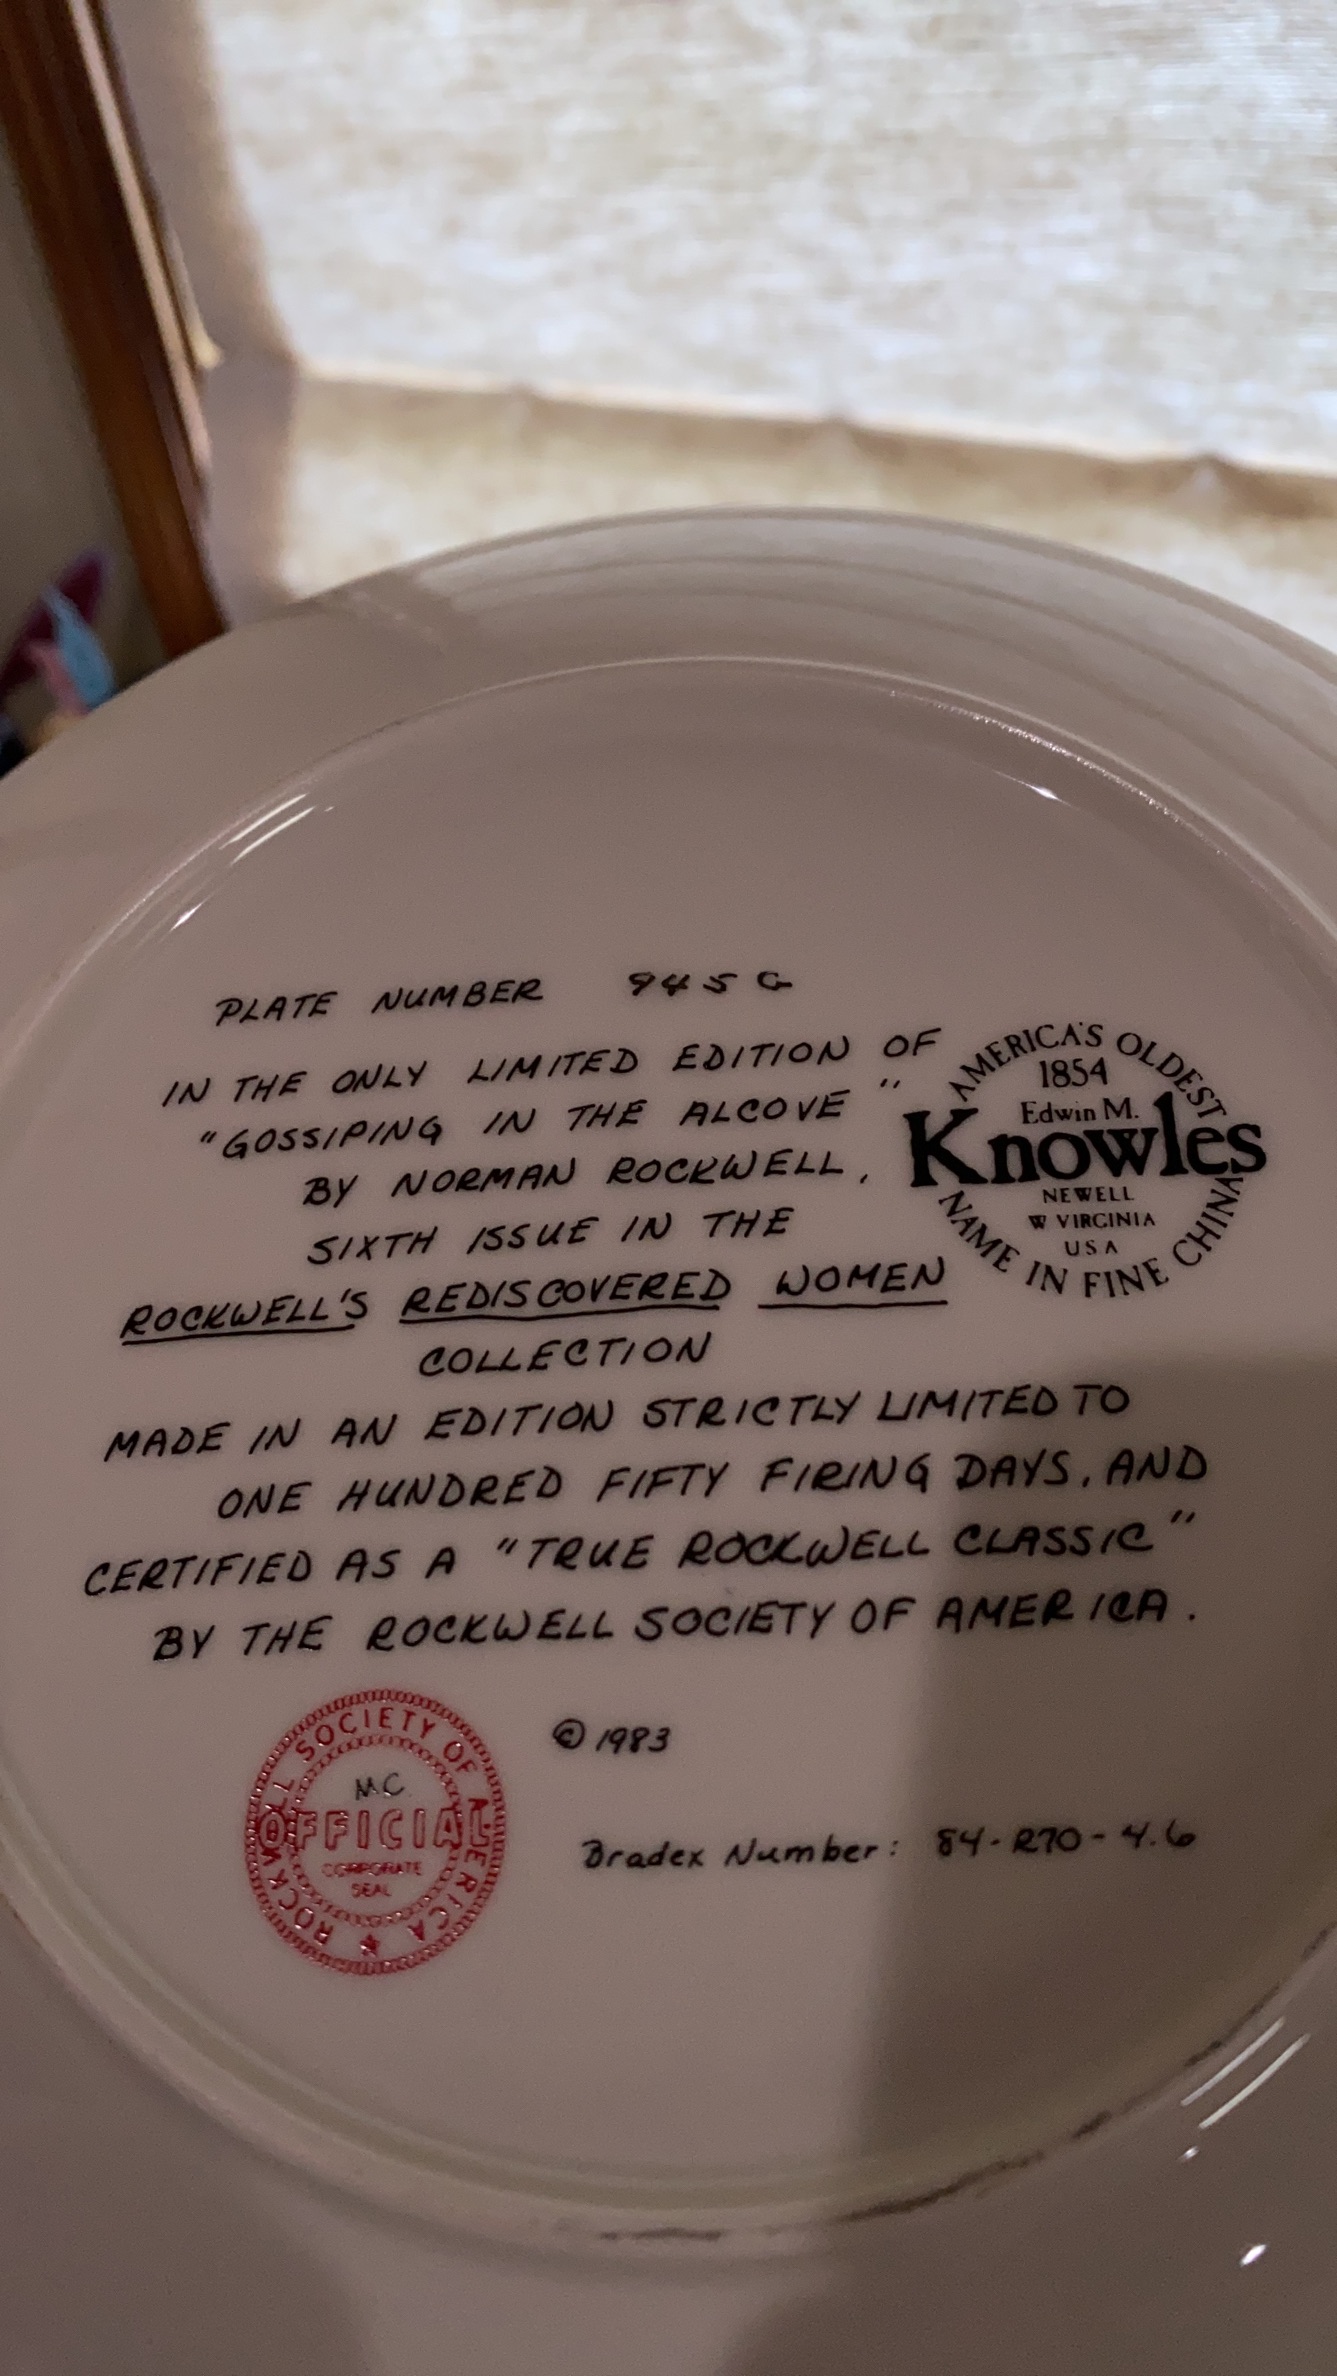 PLATE NUMBER 945G
IN THE ONLY LIMITED EDITION OF
"GOSSIPING IN THE ALCOVE"
BY NORMAN ROCKWELL,
SIXTH ISSUE IN THE
ROCKWELL'S REDISCOVERED WOMEN
COLLECTION
MADE IN AN EDITION STRICTLY LIMITED TO
ONE HUNDRED FIFTY FIRING DAYS, AND
CERTIFIED AS A "TRUE ROCKWELL CLASSIC"
BY THE ROCKWELL SOCIETY OF AMERICA.
AMERICA'S OLDEST
1854
Edwin M.
Knowles
NEWELL
W VIRGINIA
USA
NAME IN FINE CHINA
ROCKWELL SOCIETY OF AMERICA
M.C.
OFFICIAL
CORPORATE
SEAL
© 1983
Bradex Number: 84-R70-4.6